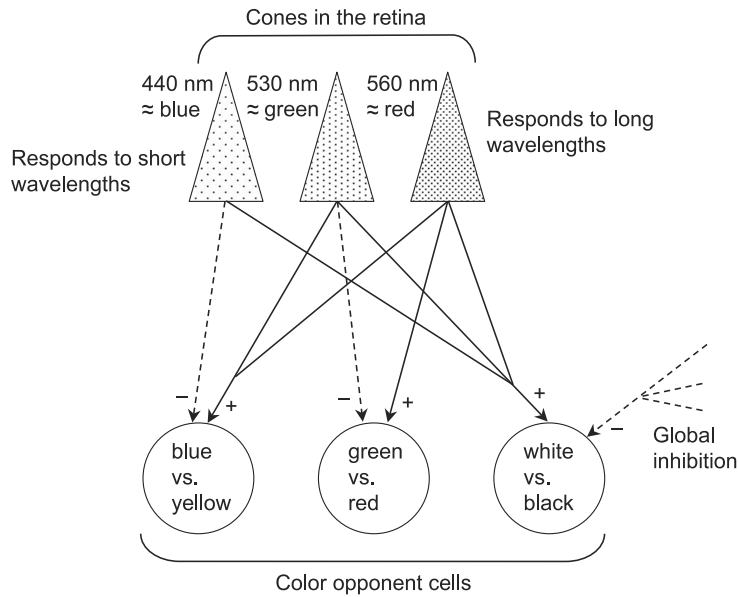 Cones in the retina
440 nm
≈ blue
530 nm
≈ green
560 nm
≈ red
Responds to short
wavelengths
Responds to long
wavelengths
–
+
–
+
+
–
Global
inhibition
blue
vs.
yellow
green
vs.
red
white
vs.
black
Color opponent cells